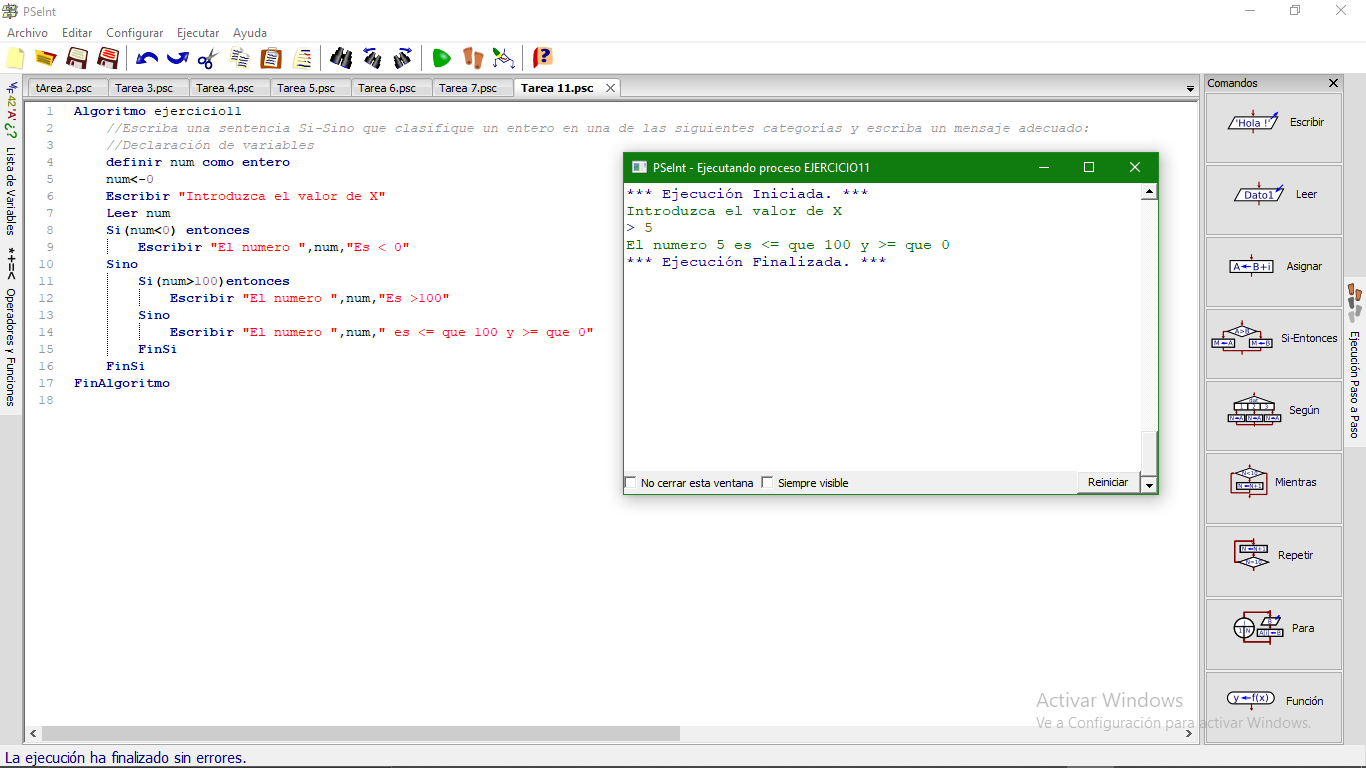 PSeInt
Archivo Editar Configurar Ejecutar Ayuda
tArea 2.psc Tarea 3.psc Tarea 4.psc Tarea 5.psc Tarea 6.psc Tarea 7.psc Tarea 11.psc
1 Algoritmo ejercicio11
2 //Escriba una sentencia Si-Sino que clasifique un entero en una de las siguientes categorías y escriba un mensaje adecuado:
3 //Declaración de variables
4 definir num como entero
5 num<-0
6 Escribir "Introduzca el valor de X"
7 Leer num
8 Si(num<0) entonces
9 Escribir "El numero ",num,"Es < 0"
10 Sino
11 Si(num>100)entonces
12 Escribir "El numero ",num,"Es >100"
13 Sino
14 Escribir "El numero ",num," es <= que 100 y >= que 0"
15 FinSi
16 FinSi
17 FinAlgoritmo
18
Lista de Variables
*+=<
Operadores y Funciones
PSeInt - Ejecutando proceso EJERCICIO11
*** Ejecución Iniciada. ***
Introduzca el valor de X
> 5
El numero 5 es <= que 100 y >= que 0
*** Ejecución Finalizada. ***
No cerrar esta ventana Siempre visible Reiniciar
Comandos
'Hola !' Escribir
Dato1 Leer
A B+i Asignar
A>B M A M B Si-Entonces
1 2 3 Según
Mientras
Repetir
Para
y f(x) Función
Ejecución Paso a Paso
Activar Windows
Ve a Configuración para activar Windows.
La ejecución ha finalizado sin errores.